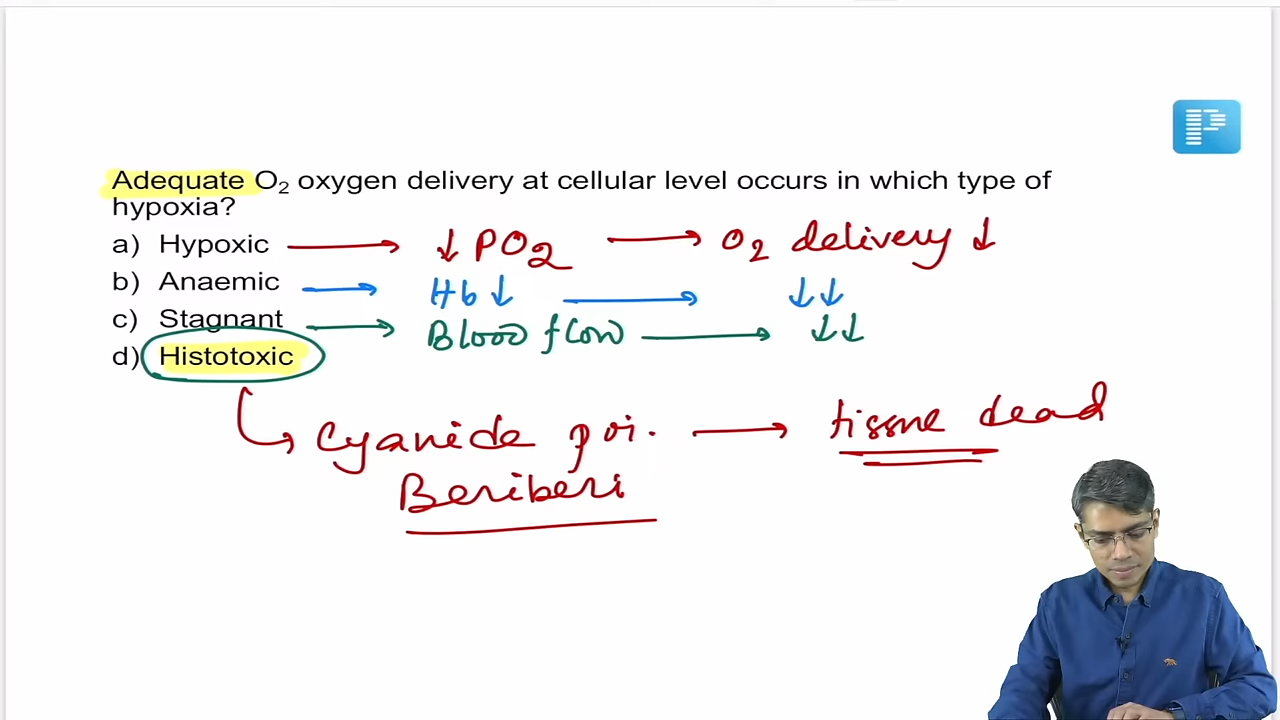 Adequate O₂ oxygen delivery at cellular level occurs in which type of
hypoxia?
a) Hypoxic → ↓ PO₂ → O₂ delivery ↓
b) Anaemic → Hb ↓ → ↓↓
c) Stagnant → Blood flow → ↓↓
d) Histotoxic
Cyanide poi. → tissue dead
Beriberi